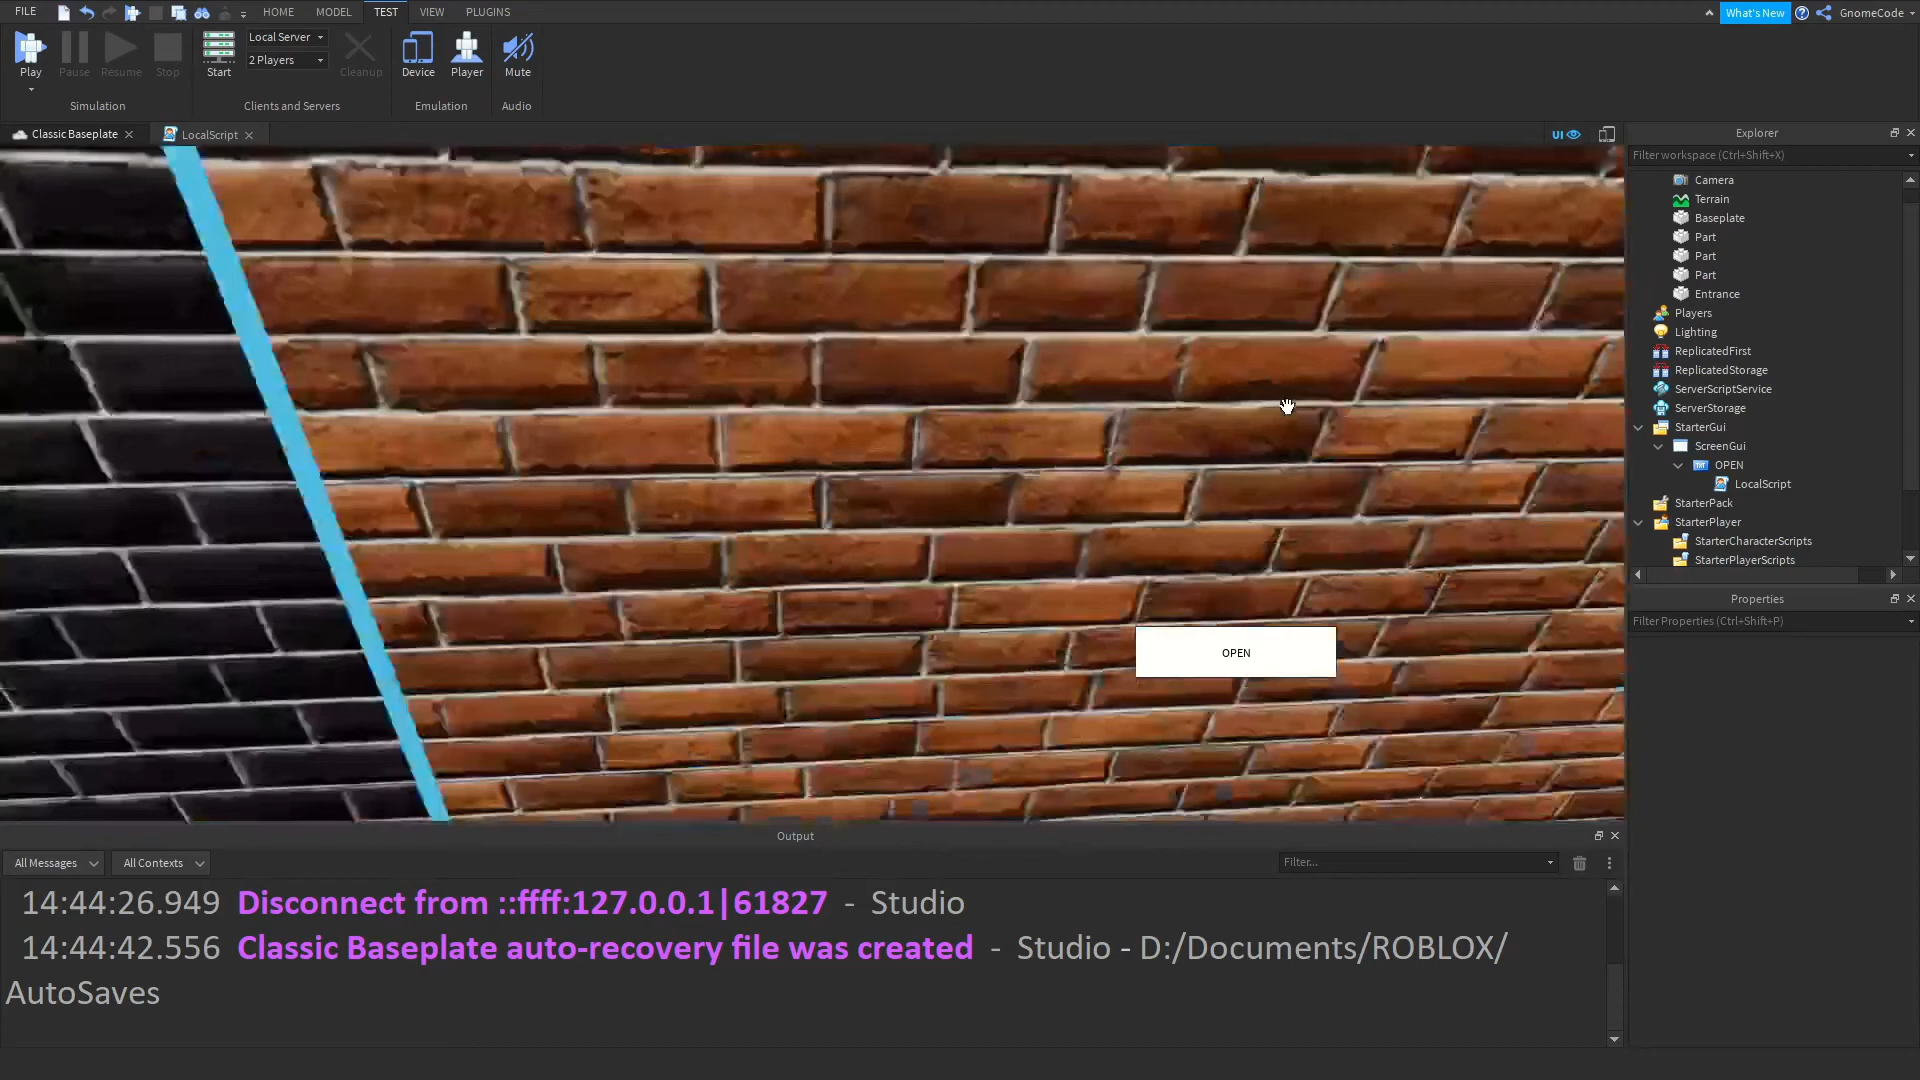 FILE
HOME
MODEL
TEST
VIEW
PLUGINS
What's New
GnomeCode
Play
Pause
Resume
Stop
Simulation
Start
Local Server
2 Players
Cleanup
Clients and Servers
Device
Player
Emulation
Mute
Audio
Classic Baseplate
LocalScript
UI
Explorer
Filter workspace (Ctrl+Shift+X)
Camera
Terrain
Baseplate
Part
Part
Part
Entrance
Players
Lighting
ReplicatedFirst
ReplicatedStorage
ServerScriptService
ServerStorage
StarterGui
ScreenGui
TXT
OPEN
LocalScript
StarterPack
StarterPlayer
StarterCharacterScripts
StarterPlayerScripts
Properties
Filter Properties (Ctrl+Shift+P)
OPEN
Output
All Messages
All Contexts
Filter...
14:44:26.949 Disconnect from ::ffff:127.0.0.1|61827 - Studio
14:44:42.556 Classic Baseplate auto-recovery file was created - Studio - D:/Documents/ROBLOX/
AutoSaves